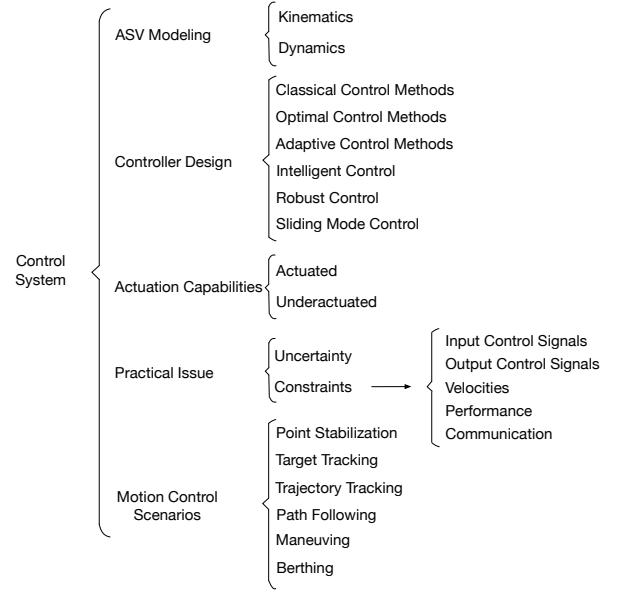 Control
System
ASV Modeling
Kinematics
Dynamics
Controller Design
Classical Control Methods
Optimal Control Methods
Adaptive Control Methods
Intelligent Control
Robust Control
Sliding Mode Control
Actuation Capabilities
Actuated
Underactuated
Practical Issue
Uncertainty
Constraints
Input Control Signals
Output Control Signals
Velocities
Performance
Communication
Motion Control
Scenarios
Point Stabilization
Target Tracking
Trajectory Tracking
Path Following
Maneuving
Berthing